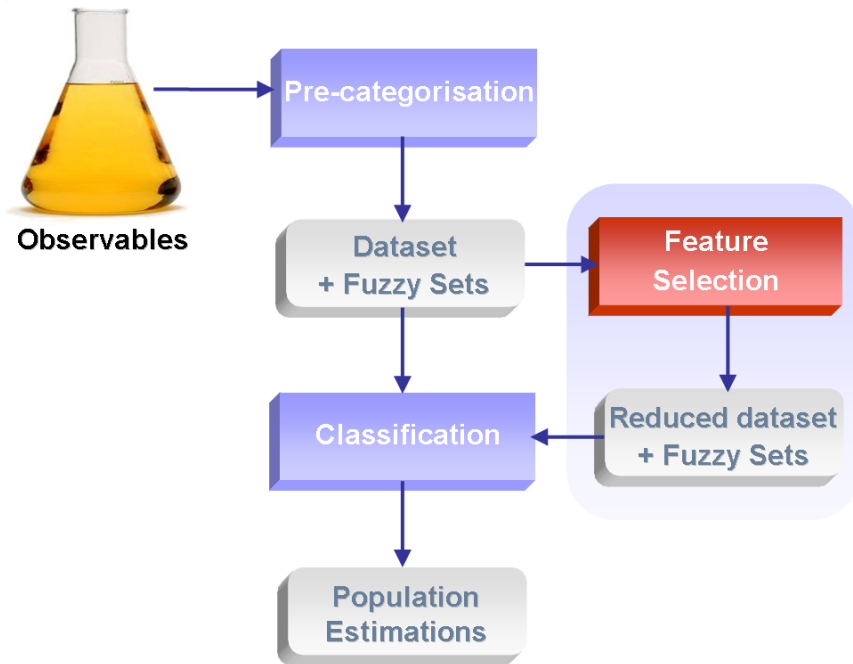 Observables
Pre-categorisation
Dataset
+ Fuzzy Sets
Feature
Selection
Reduced dataset
+ Fuzzy Sets
Classification
Population
Estimations